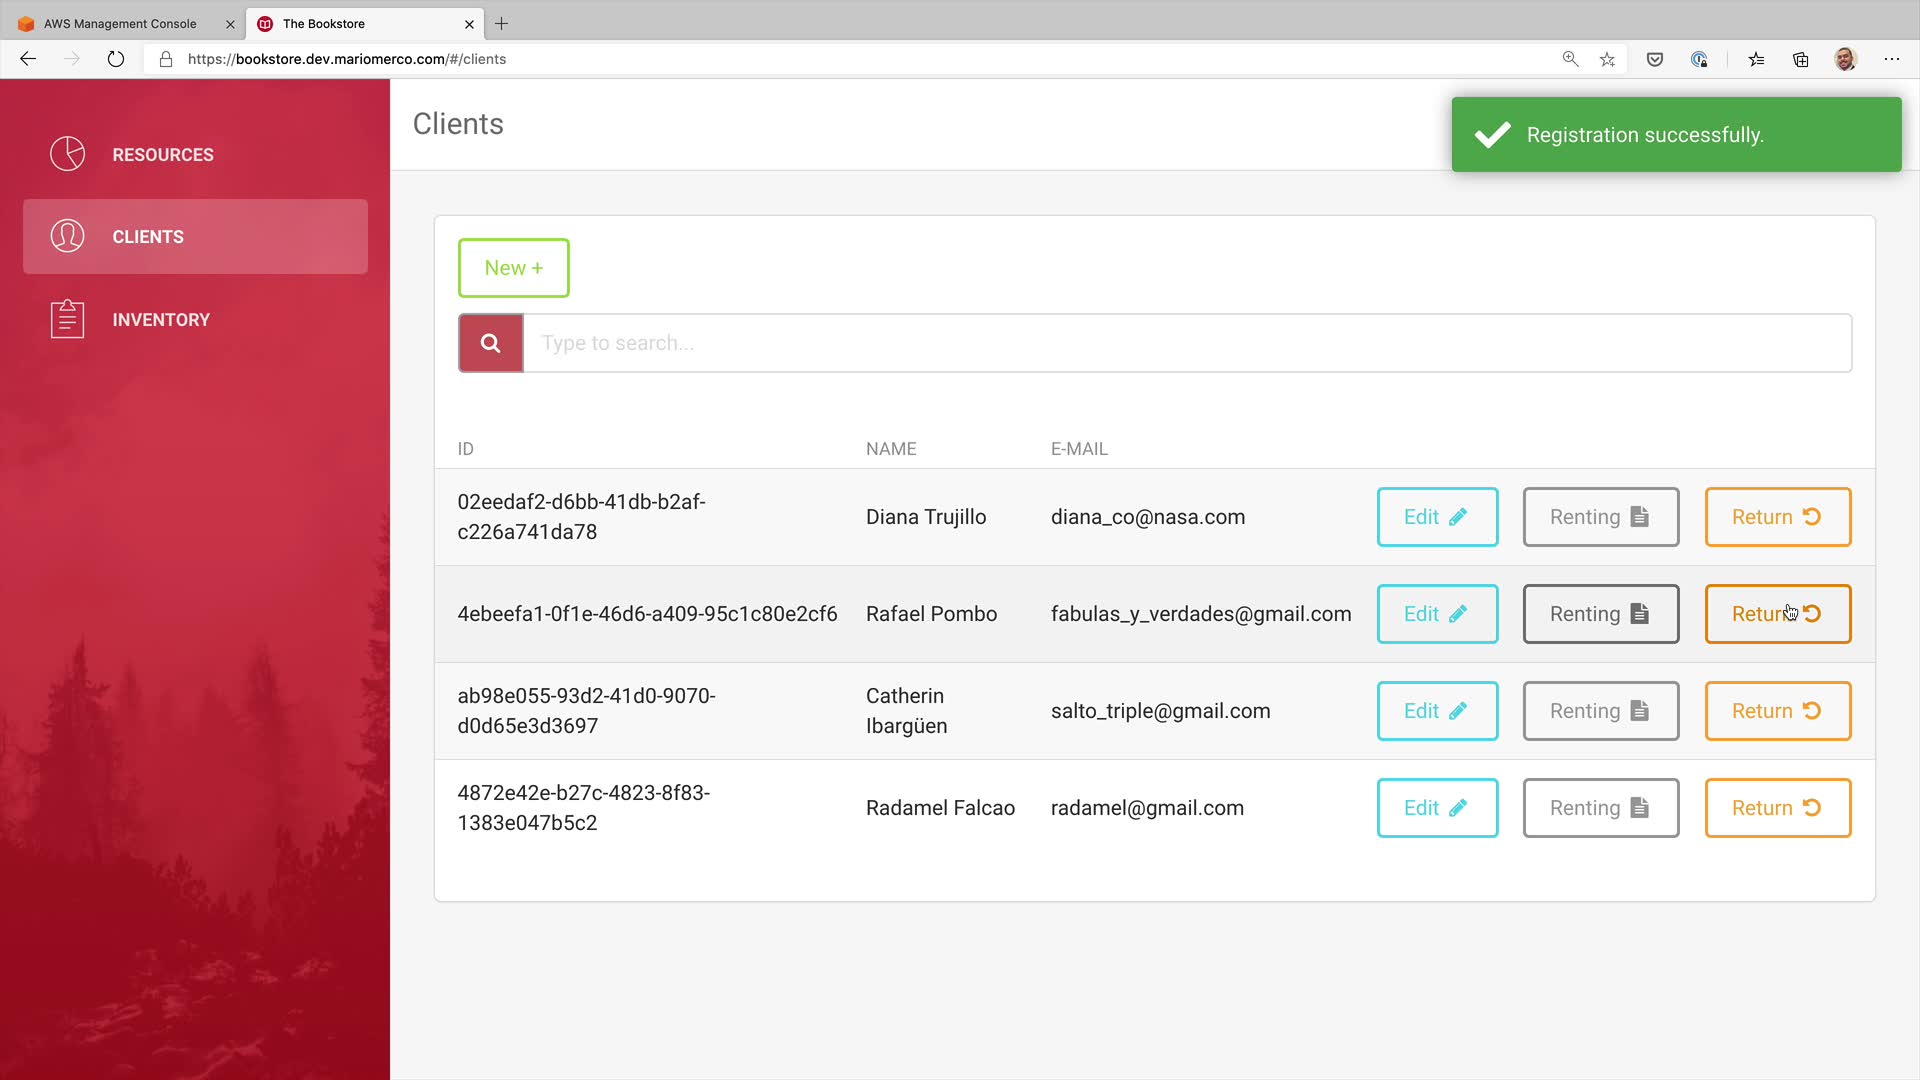 AWS Management Console
The Bookstore
https://bookstore.dev.mariomerco.com/#/clients
RESOURCES
CLIENTS
INVENTORY
Clients
Registration successfully.
New +
Type to search...
ID NAME E-MAIL
02eedaf2-d6bb-41db-b2af-
c226a741da78
Diana Trujillo
diana_co@nasa.com
Edit
Renting
Return
4ebeefa1-0f1e-46d6-a409-95c1c80e2cf6
Rafael Pombo
fabulas_y_verdades@gmail.com
Edit
Renting
Return
ab98e055-93d2-41d0-9070-
d0d65e3d3697
Catherin
Ibargüen
salto_triple@gmail.com
Edit
Renting
Return
4872e42e-b27c-4823-8f83-
1383e047b5c2
Radamel Falcao
radamel@gmail.com
Edit
Renting
Return